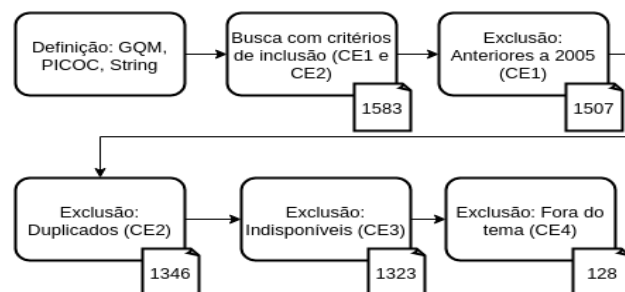 Definição: GQM,
PICOC, String
Busca com critérios
de inclusão (CE1 e
CE2)
1583
Exclusão:
Anteriores a 2005
(CE1)
1507
Exclusão:
Duplicados (CE2)
1346
Exclusão:
Indisponíveis (CE3)
1323
Exclusão: Fora do
tema (CE4)
128